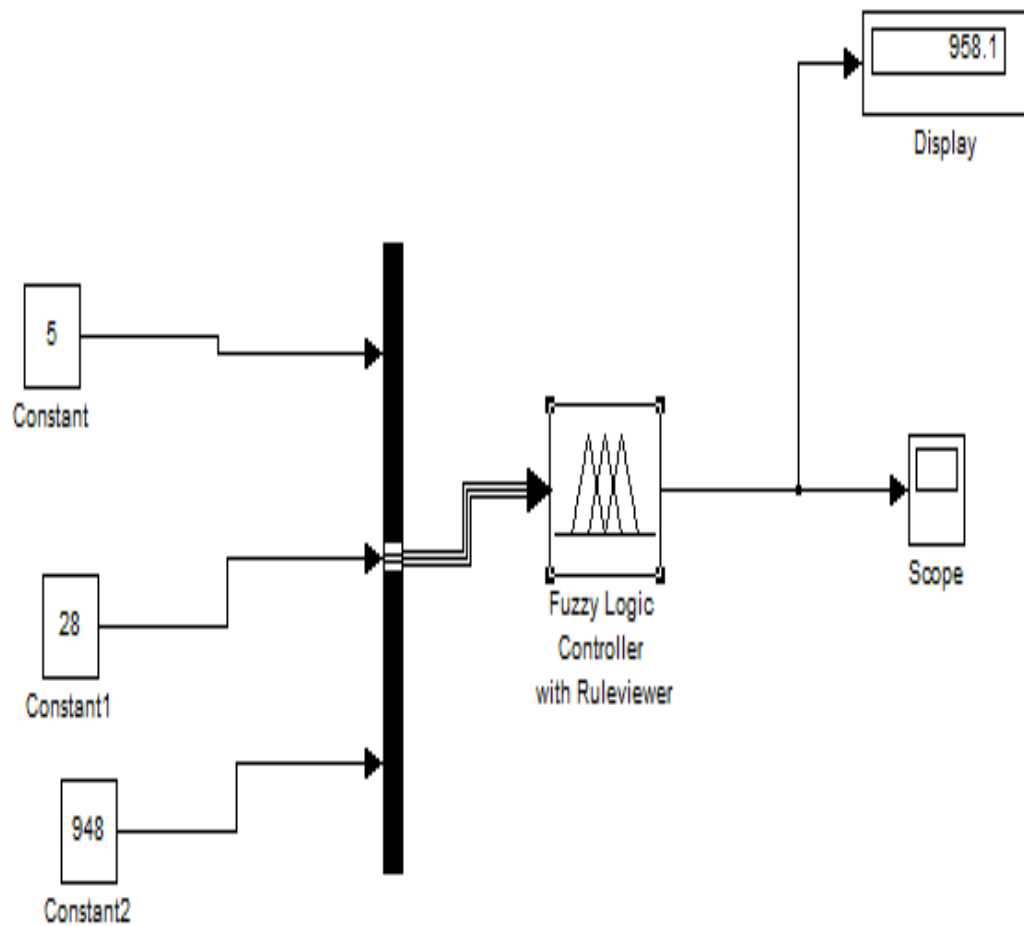 958.1
Display
5
Constant
28
Constant1
948
Constant2
Fuzzy Logic
Controller
with Ruleviewer
Scope